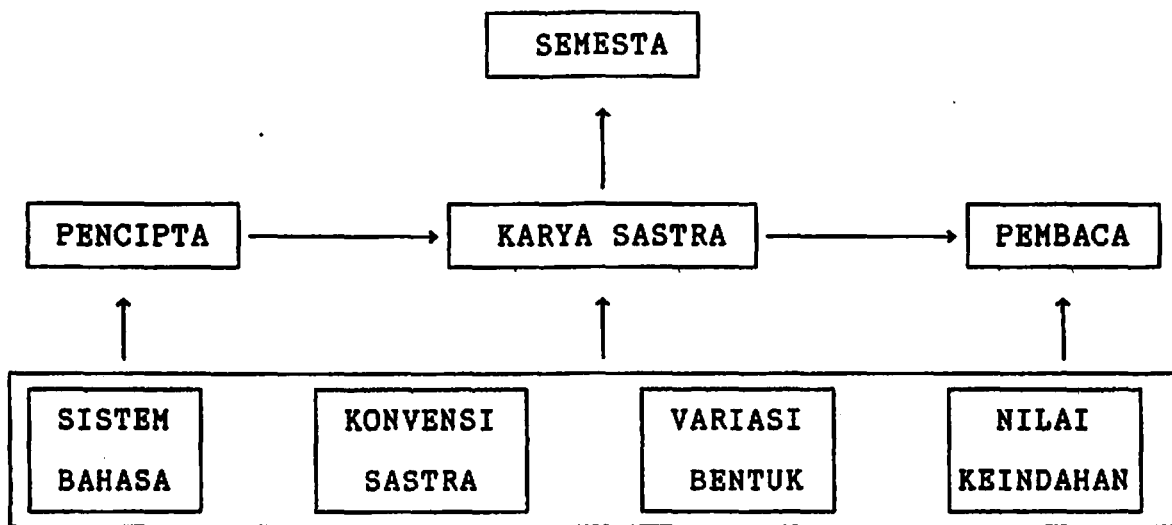 SEMESTA
PENCIPTA
KARYA SASTRA
PEMBACA
SISTEM
BAHASA
KONVENSI
SASTRA
VARIASI
BENTUK
NILAI
KEINDAHAN